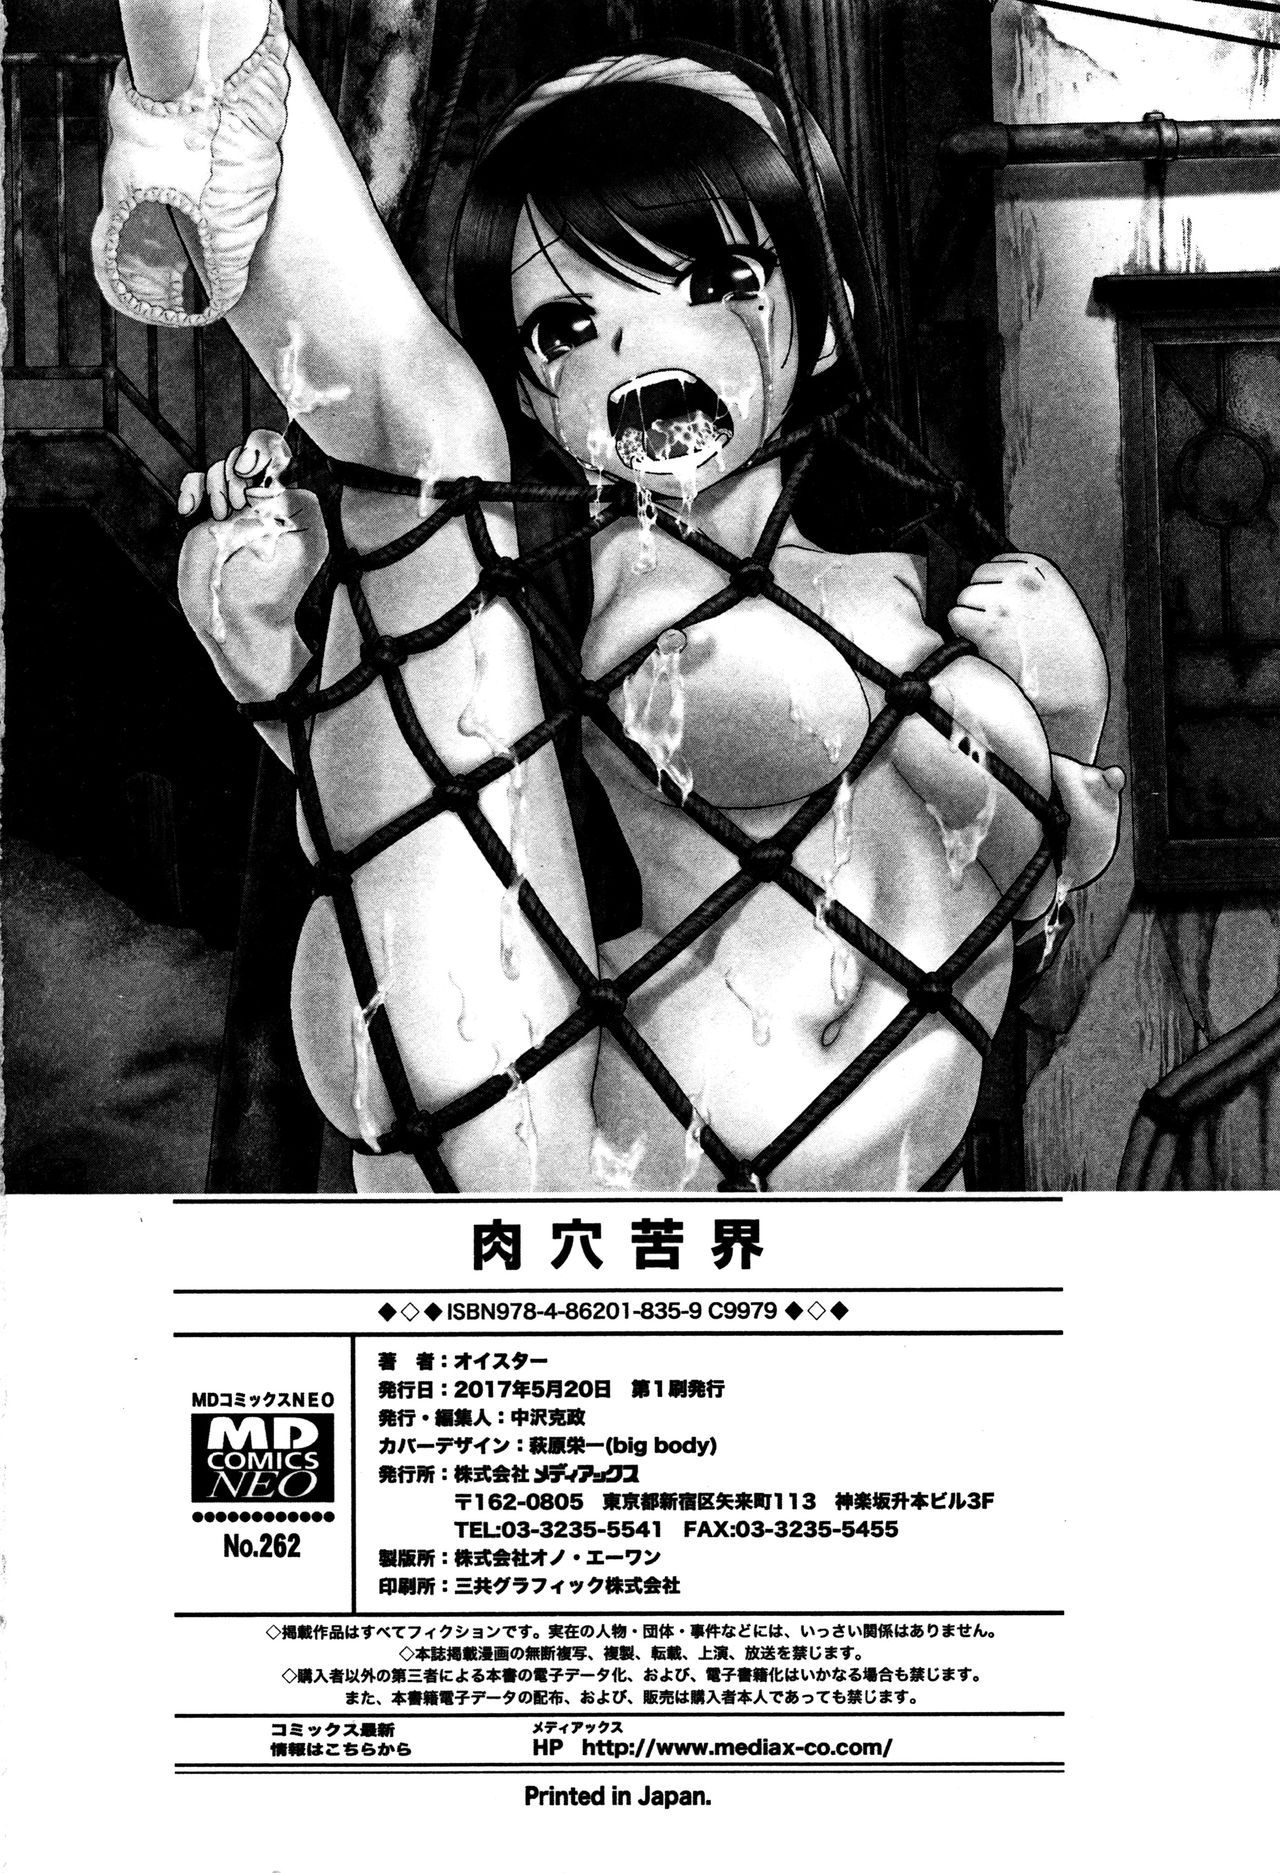 肉穴苦界
◆◇◆ISBN978-4-86201-835-9 C9979◆◇◆
MDコミックスNEO
MD
COMICS
NEO
No.262
著　者：オイスター
発行日：2017年5月20日　第1刷発行
発行・編集人：中沢克政
カバーデザイン：萩原栄一(big body)
発行所：株式会社メディアックス
〒162-0805　東京都新宿区矢来町113　神楽坂升本ビル3F
TEL:03-3235-5541　FAX:03-3235-5455
製版所：株式会社オノ・エーワン
印刷所：三共グラフィック株式会社
◇掲載作品はすべてフィクションです。実在の人物・団体・事件などには、いっさい関係はありません。
◇本誌掲載漫画の無断複写、複製、転載、上演、放送を禁じます。
◇購入者以外の第三者による本書の電子データ化、および、電子書籍化はいかなる場合も禁じます。
また、本書籍電子データの配布、および、販売は購入者本人であっても禁じます。
コミックス最新
情報はこちらから
メディアックス
HP　http://www.mediax-co.com/
Printed in Japan.